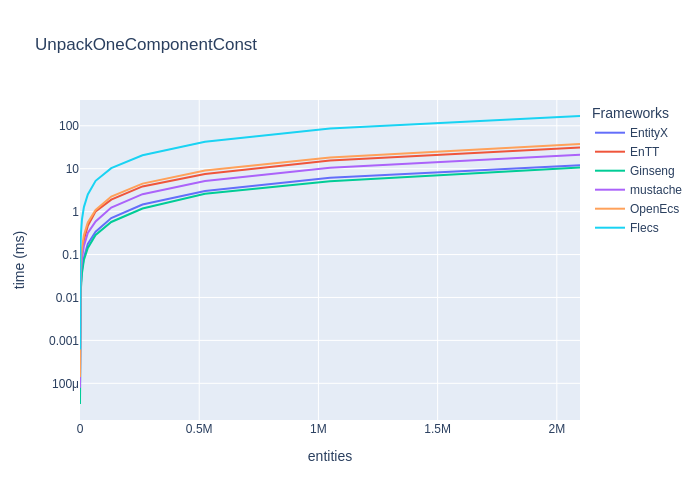 UnpackOneComponentConst
Frameworks
EntityX
EnTT
Ginseng
mustache
OpenEcs
Flecs
time (ms)
100
10
1
0.1
0.01
0.001
100μ
0
0.5M
1M
1.5M
2M
entities